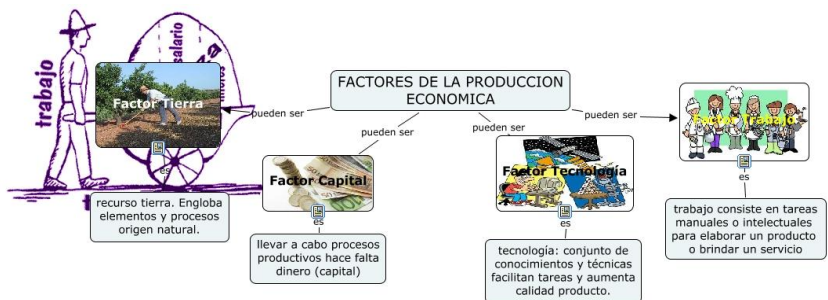 FACTORES DE LA PRODUCCION
ECONOMICA
pueden ser
pueden ser
pueden ser
pueden ser
trabajo
salario
Factor Tierra
es
recurso tierra. Engloba
elementos y procesos
origen natural.
Factor Capital
es
llevar a cabo procesos
productivos hace falta
dinero (capital)
Factor Tecnología
es
tecnología: conjunto de
conocimientos y técnicas
facilitan tareas y aumenta
calidad producto.
Factor Trabajo
es
trabajo consiste en tareas
manuales o intelectuales
para elaborar un producto
o brindar un servicio